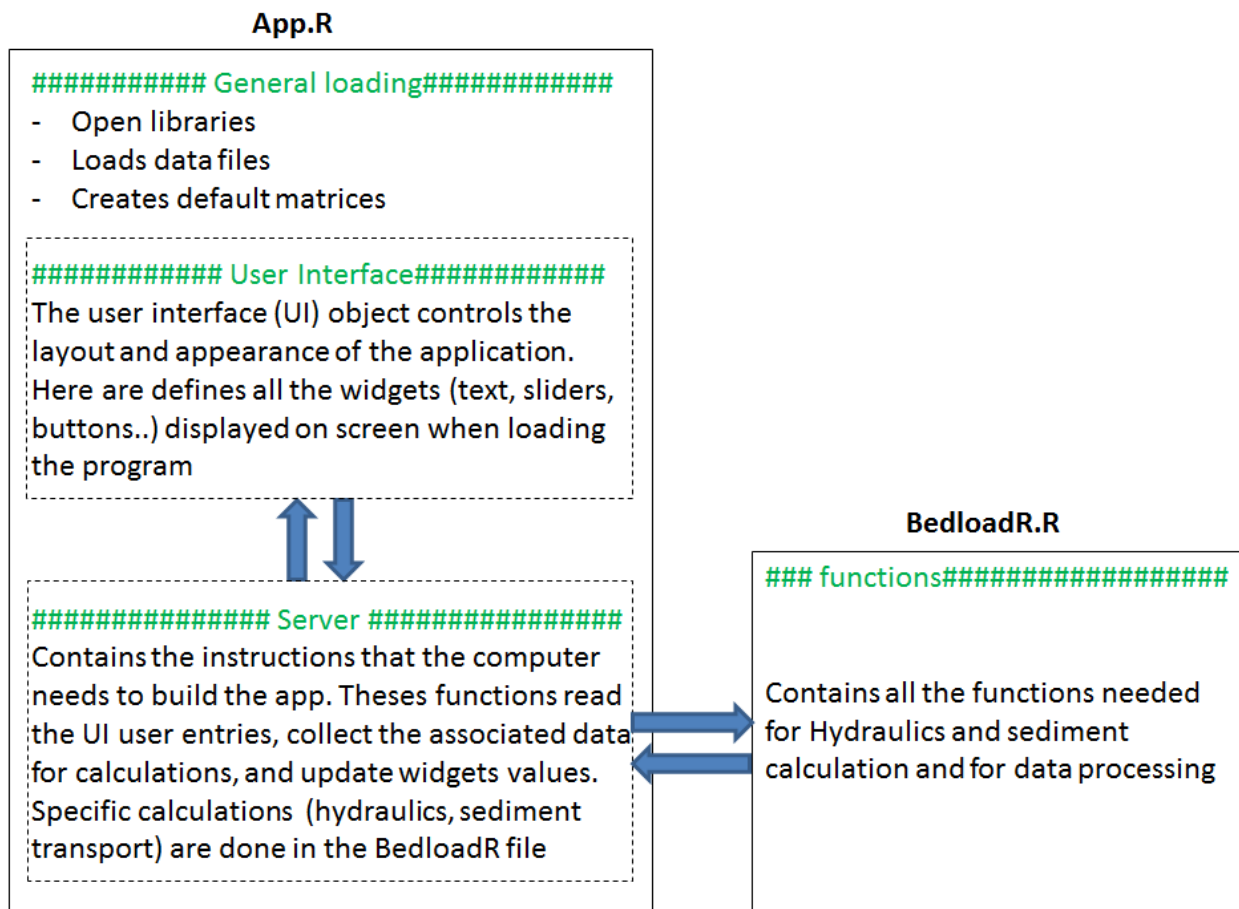 App.R
########### General loading############
- Open libraries
- Loads data files
- Creates default matrices
############ User Interface############
The user interface (UI) object controls the
layout and appearance of the application.
Here are defines all the widgets (text, sliders,
buttons..) displayed on screen when loading
the program
############### Server ################
Contains the instructions that the computer
needs to build the app. Theses functions read
the UI user entries, collect the associated data
for calculations, and update widgets values.
Specific calculations (hydraulics, sediment
transport) are done in the BedloadR file
BedloadR.R
### functions##################
Contains all the functions needed
for Hydraulics and sediment
calculation and for data processing